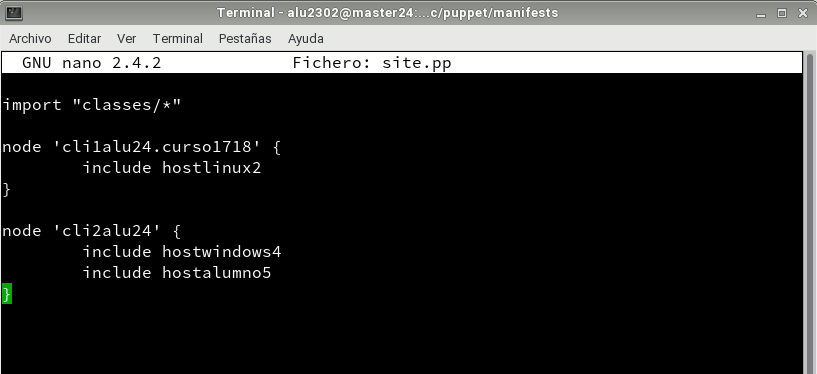 Terminal - alu2302@master24:...c/puppet/manifests
Archivo Editar Ver Terminal Pestañas Ayuda
GNU nano 2.4.2 Fichero: site.pp
import "classes/*"
node 'cli1alu24.curso1718' {
include hostlinux2
}
node 'cli2alu24' {
include hostwindows4
include hostalumno5
}